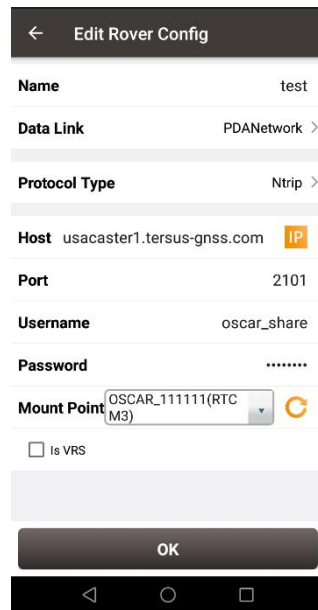 Edit Rover Config
Name test
Data Link PDANetwork
Protocol Type Ntrip
Host usacaster1.tersus-gnss.com IP
Port 2101
Username oscar_share
Password ••••••••
Mount Point OSCAR_111111(RTC
M3)
Is VRS
OK